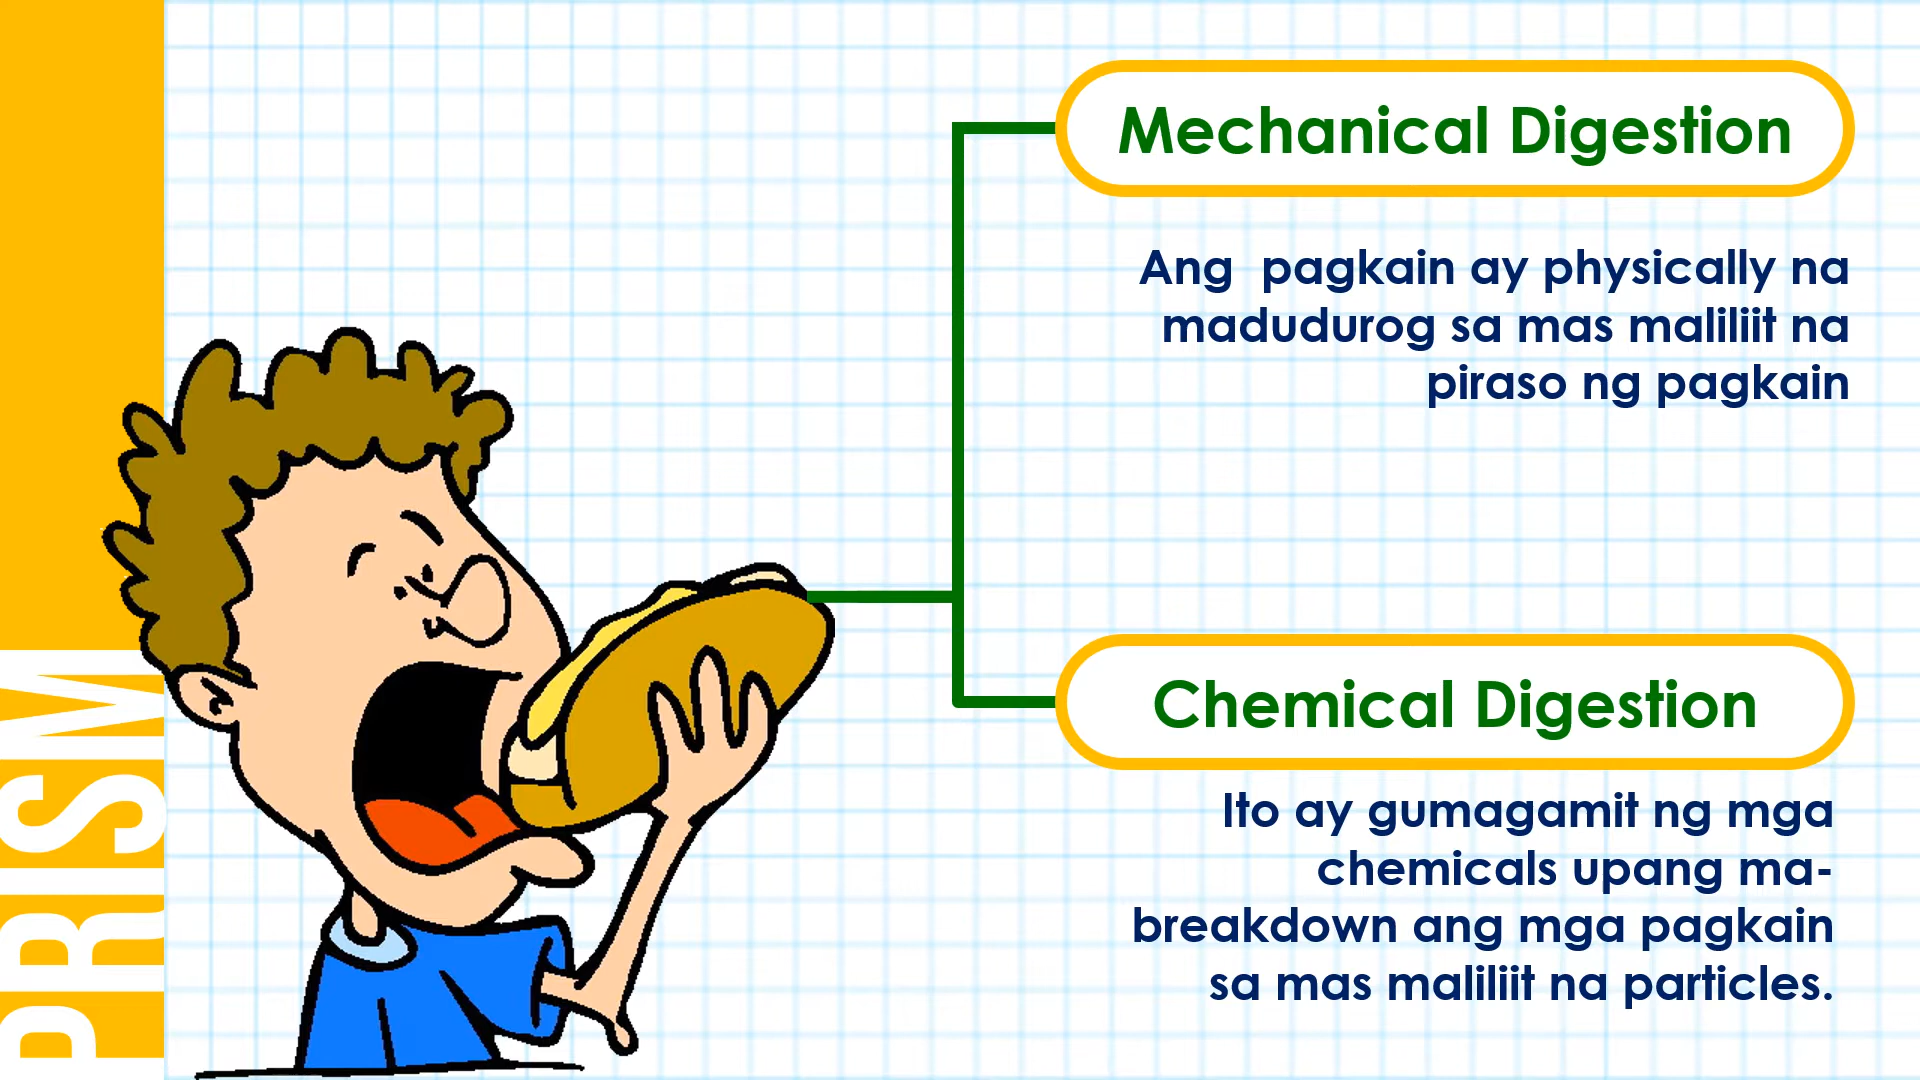 PRISM
Mechanical Digestion
Ang pagkain ay physically na
madudurog sa mas maliliit na
piraso ng pagkain
Chemical Digestion
Ito ay gumagamit ng mga
chemicals upang ma-
breakdown ang mga pagkain
sa mas maliliit na particles.